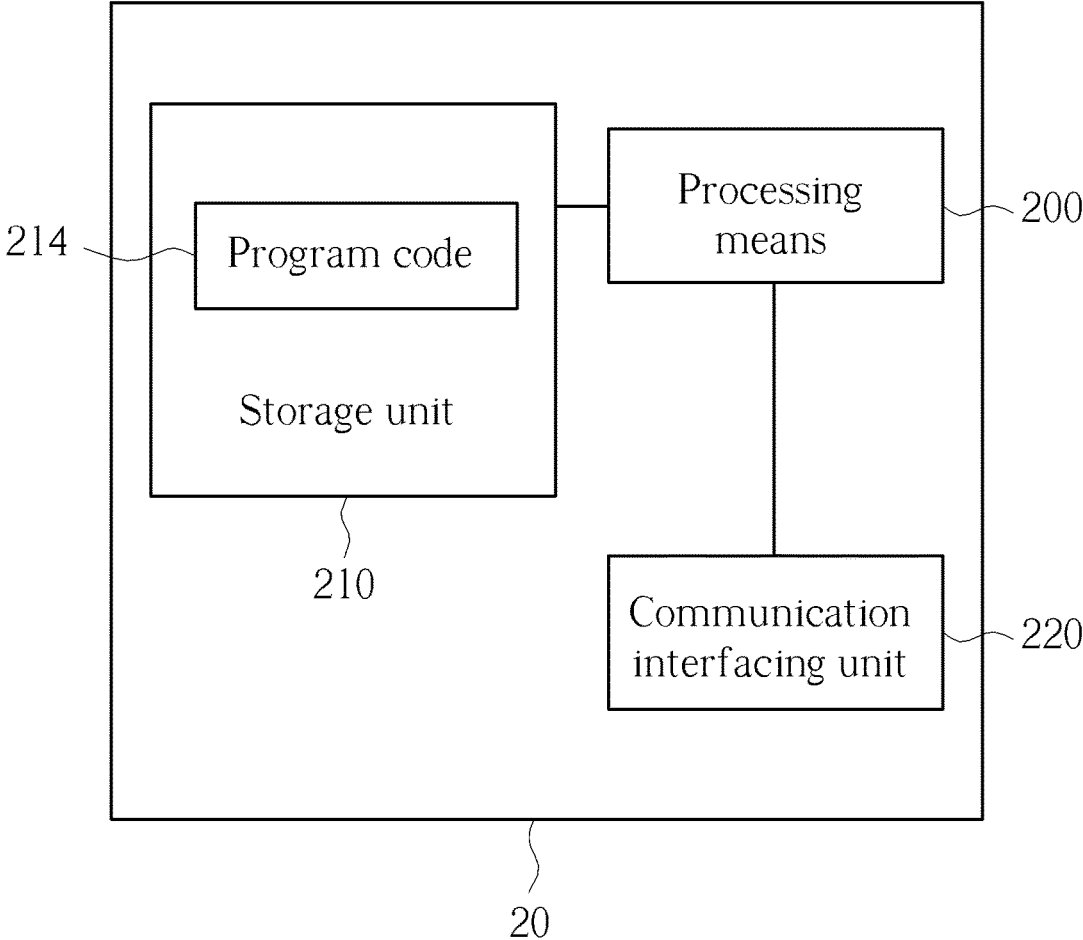 Processing
means
200
214
Program code
Storage unit
210
Communication
interfacing unit
220
20